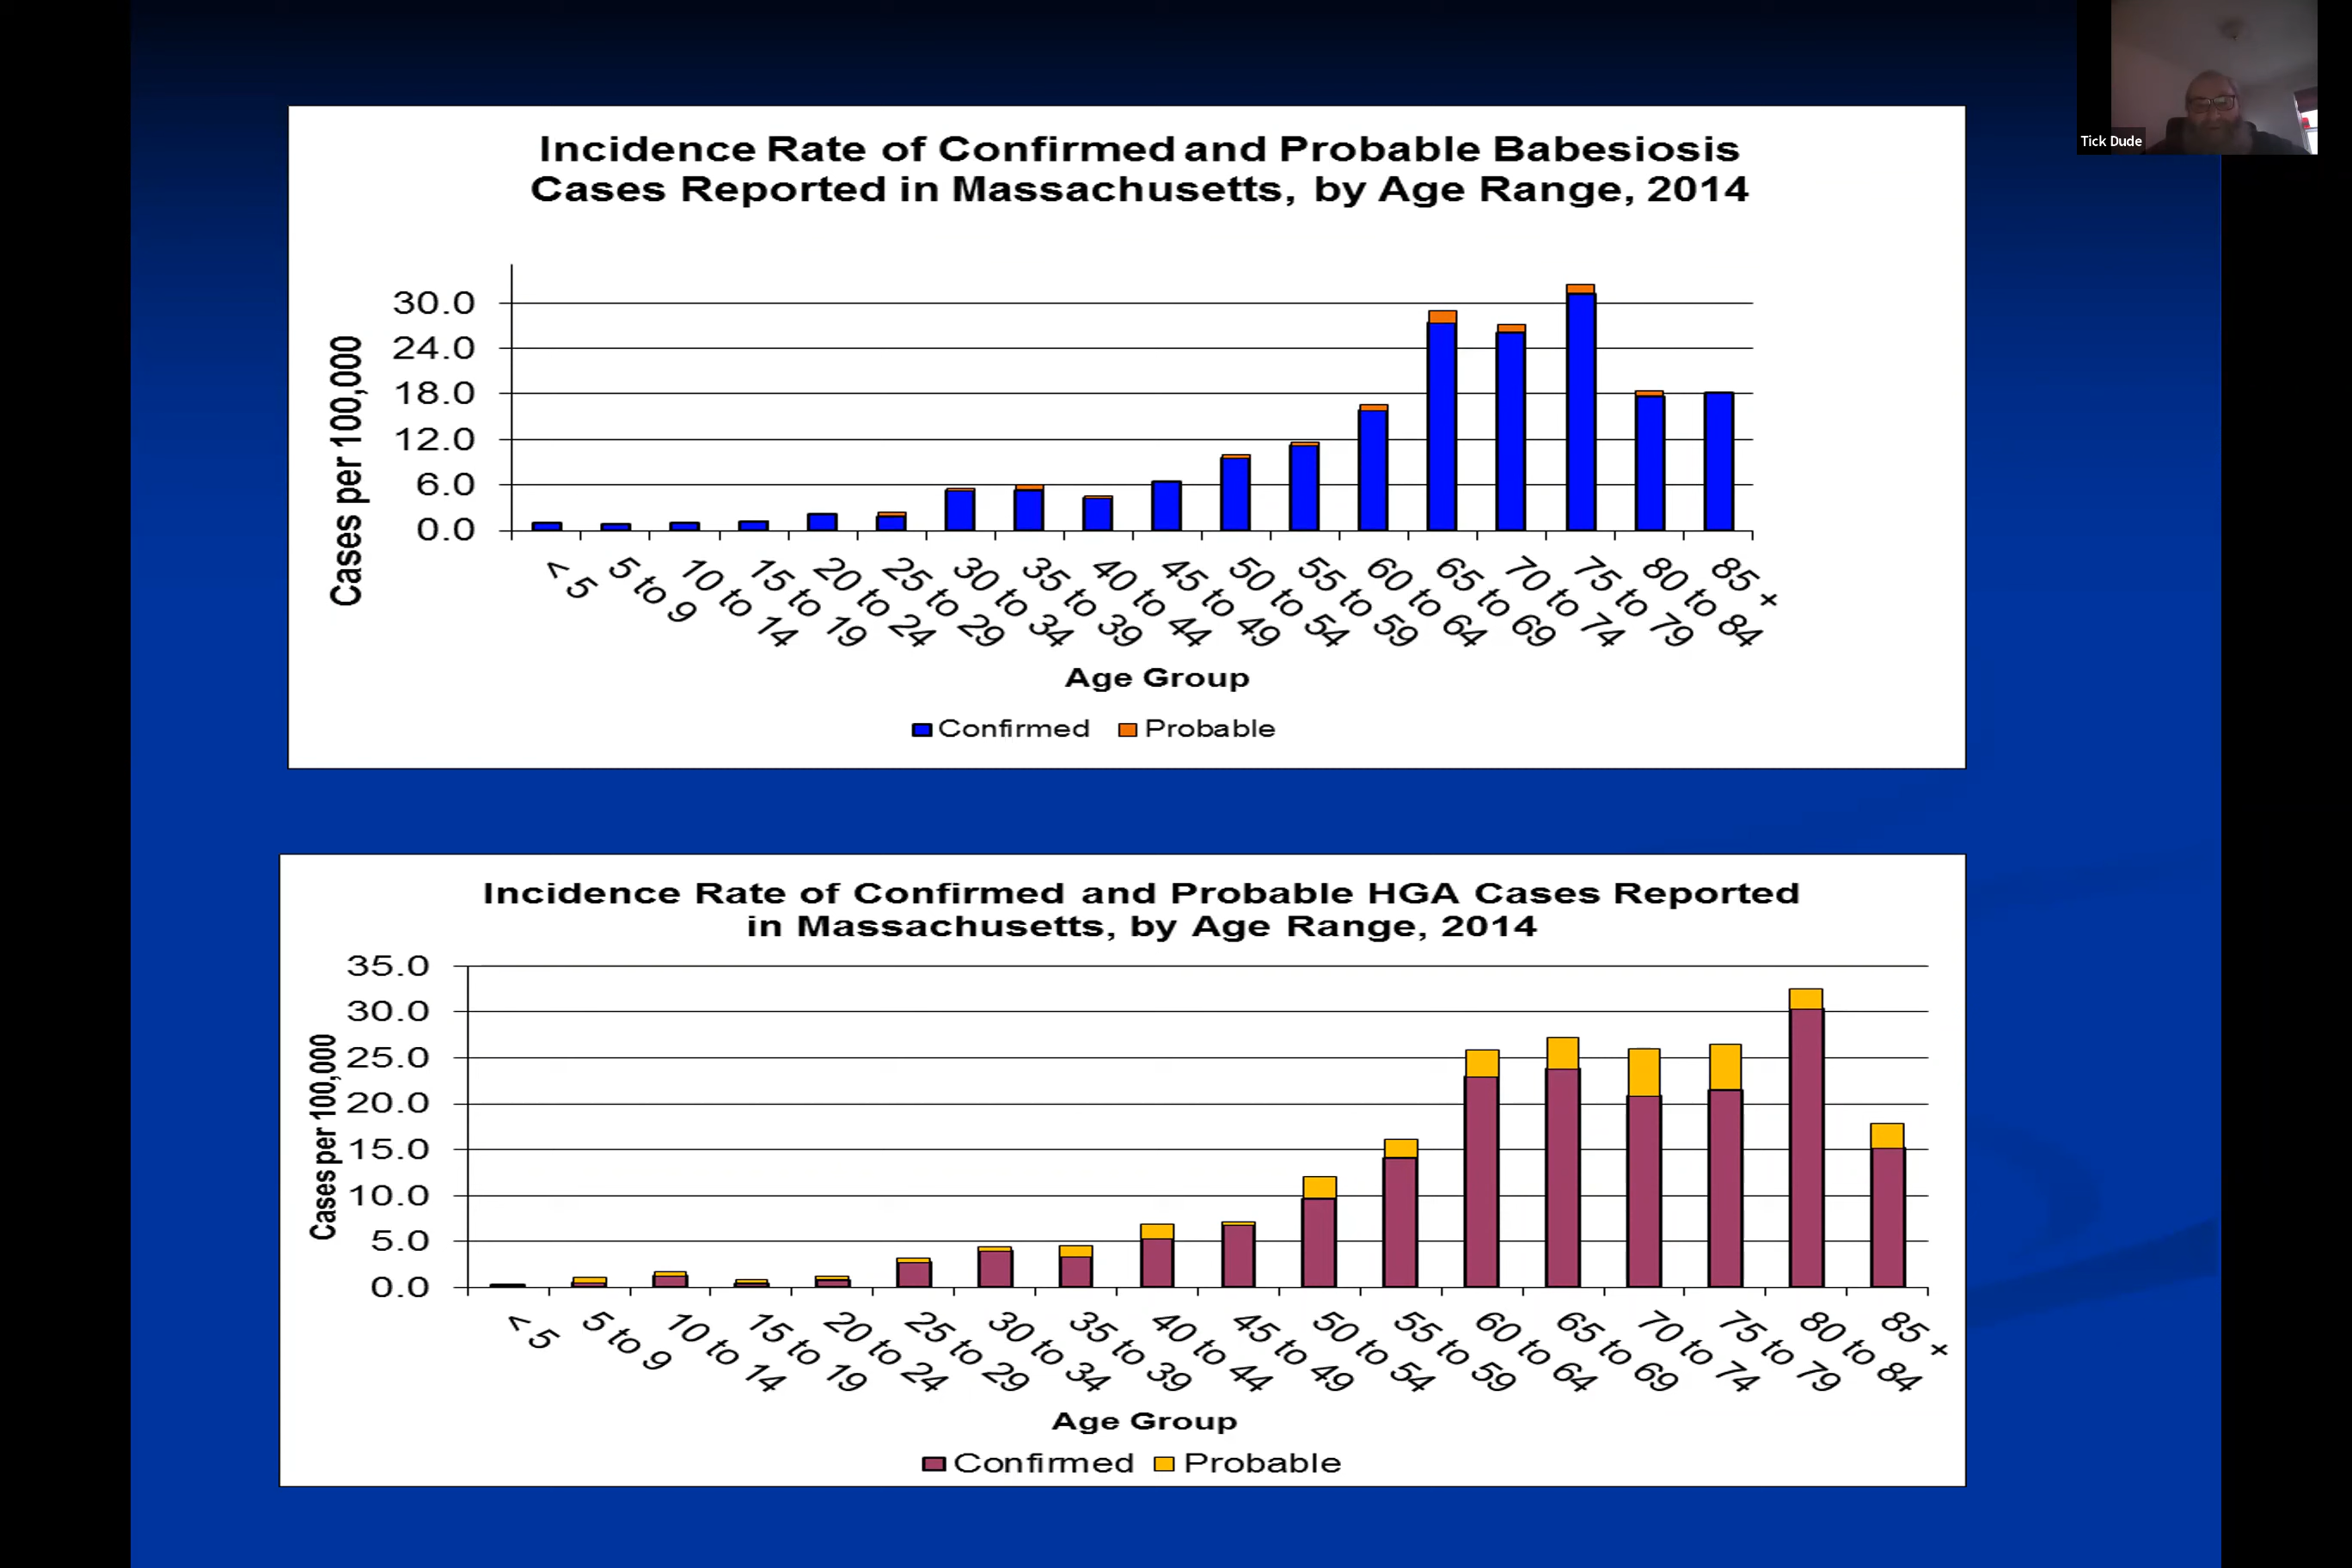 Tick Dude
Incidence Rate of Confirmed and Probable Babesiosis
Cases Reported in Massachusetts, by Age Range, 2014
Cases per 100,000
30.0
24.0
18.0
12.0
6.0
0.0
< 5
5 to 9
10 to 14
15 to 19
20 to 24
25 to 29
30 to 34
35 to 39
40 to 44
45 to 49
50 to 54
55 to 59
60 to 64
65 to 69
70 to 74
75 to 79
80 to 84
85 +
Age Group
Confirmed Probable
Incidence Rate of Confirmed and Probable HGA Cases Reported
in Massachusetts, by Age Range, 2014
Cases per 100,000
35.0
30.0
25.0
20.0
15.0
10.0
5.0
0.0
< 5
5 to 9
10 to 14
15 to 19
20 to 24
25 to 29
30 to 34
35 to 39
40 to 44
45 to 49
50 to 54
55 to 59
60 to 64
65 to 69
70 to 74
75 to 79
80 to 84
85 +
Age Group
Confirmed Probable